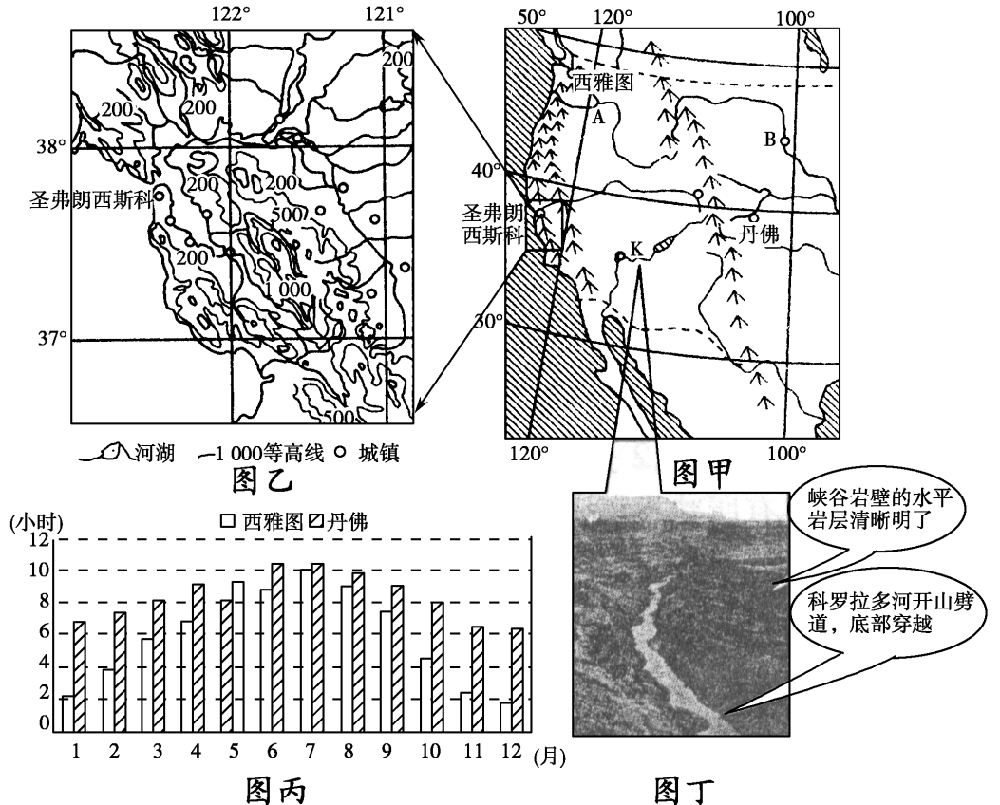 122°
121°
200
200
200
38°
200
200
圣弗朗西斯科
500
200
1 000
37°
500
河湖
1 000等高线
城镇
图乙
50°
120°
100°
西雅图
A
B
40°
圣弗朗
西斯科
丹佛
K
30°
120°
100°
图甲
峡谷岩壁的水平
岩层清晰明了
科罗拉多河开山劈
道，底部穿越
图丁
(小时)
西雅图
丹佛
12
10
8
6
4
2
0
1 2 3 4 5 6 7 8 9 10 11 12 (月)
图丙